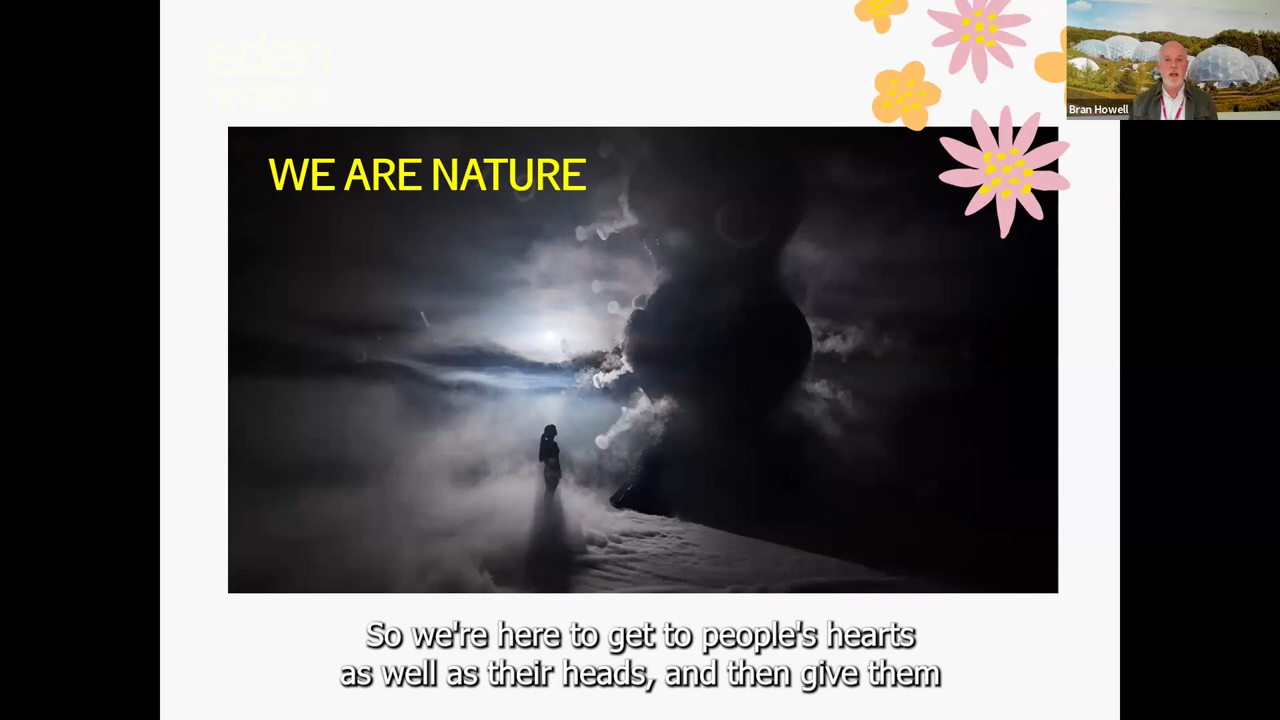 eden
Bran Howell
WE ARE NATURE
So we're here to get to people's hearts
as well as their heads, and then give them